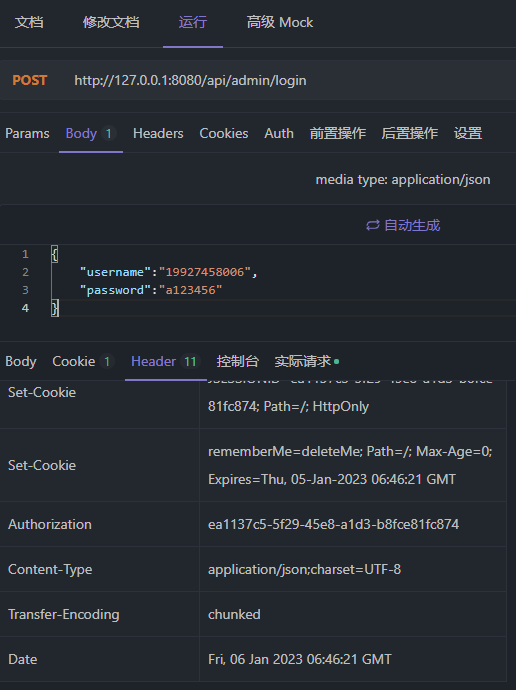 文档 修改文档 运行 高级 Mock
POST http://127.0.0.1:8080/api/admin/login
Params Body 1 Headers Cookies Auth 前置操作 后置操作 设置
media type: application/json
自动生成
1 {
2 "username":"19927458006",
3 "password":"a123456"
4 }
Body Cookie 1 Header 11 控制台 实际请求
Set-Cookie
81fc874; Path=/; HttpOnly
Set-Cookie
rememberMe=deleteMe; Path=/; Max-Age=0;
Expires=Thu, 05-Jan-2023 06:46:21 GMT
Authorization ea1137c5-5f29-45e8-a1d3-b8fce81fc874
Content-Type application/json;charset=UTF-8
Transfer-Encoding chunked
Date Fri, 06 Jan 2023 06:46:21 GMT